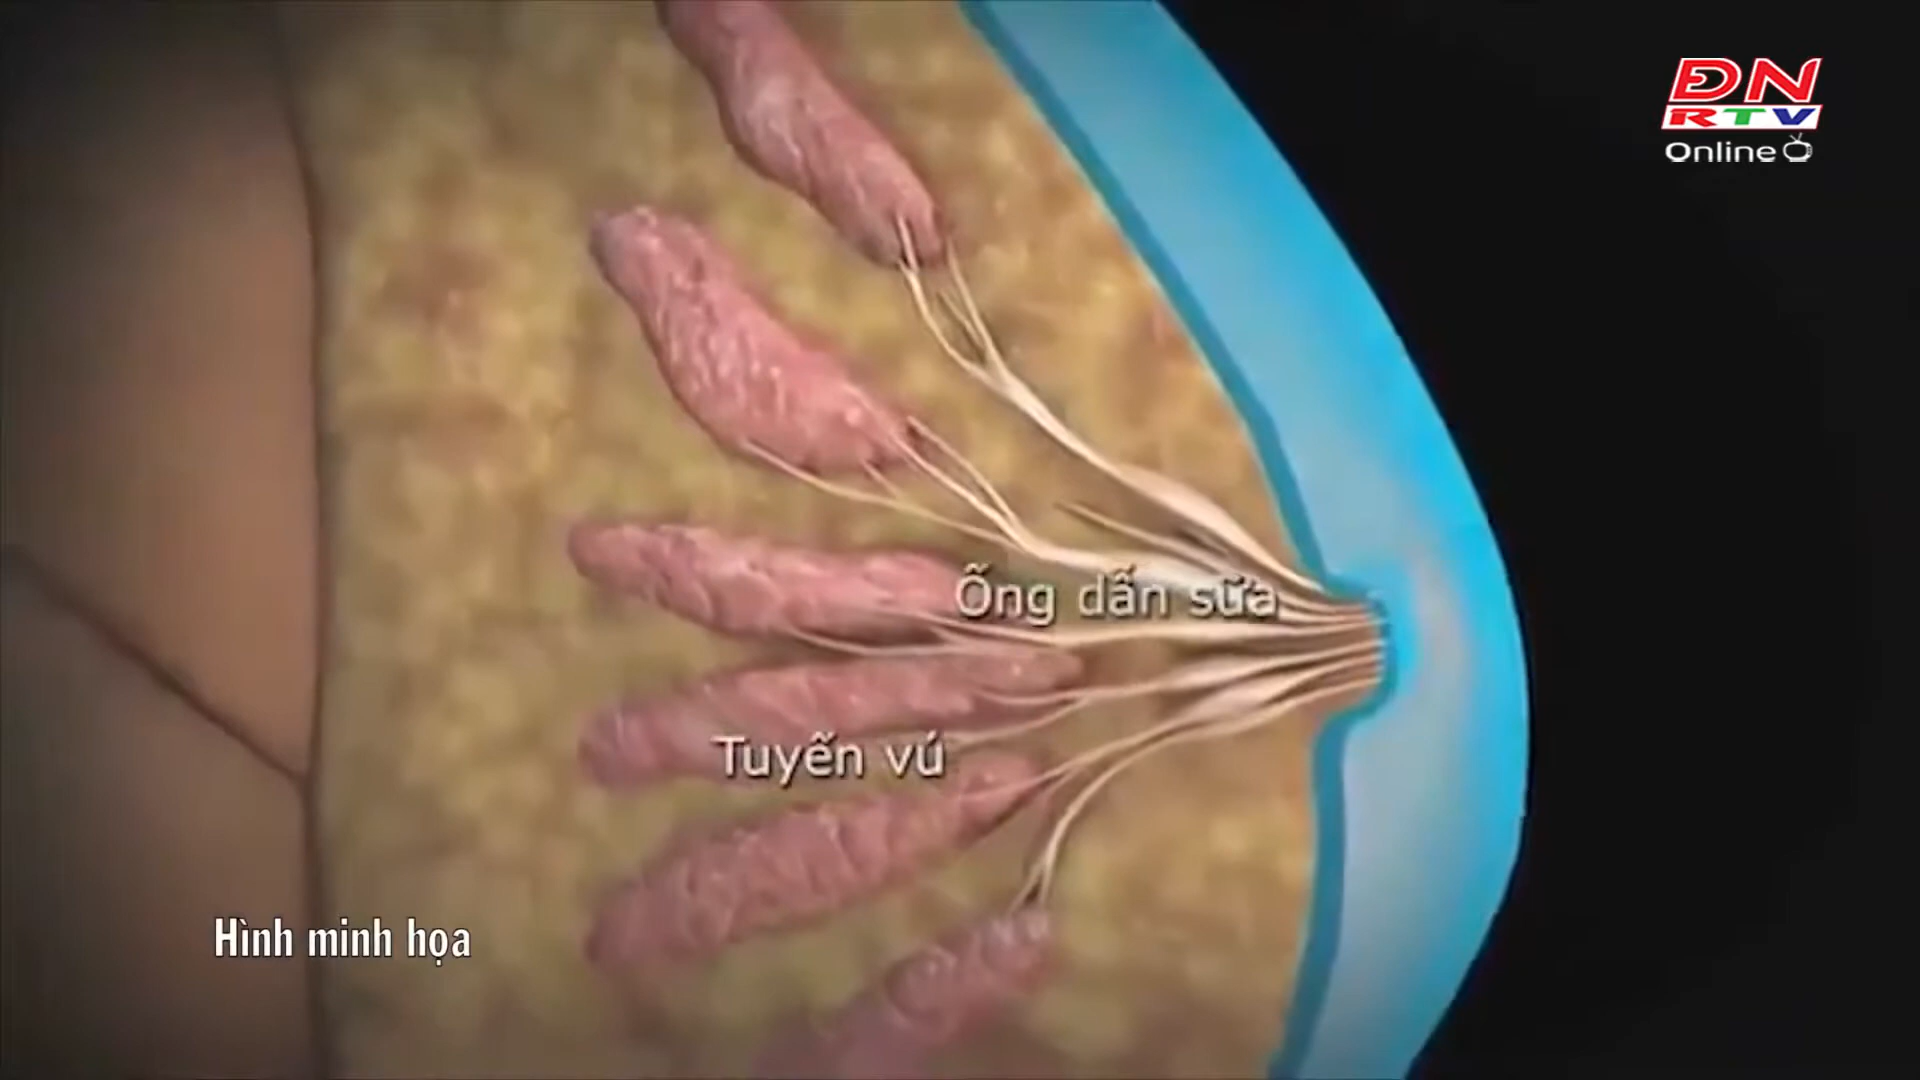 ĐN
RTV
Online
Ống dẫn sữa
Tuyến vú
Hình minh họa